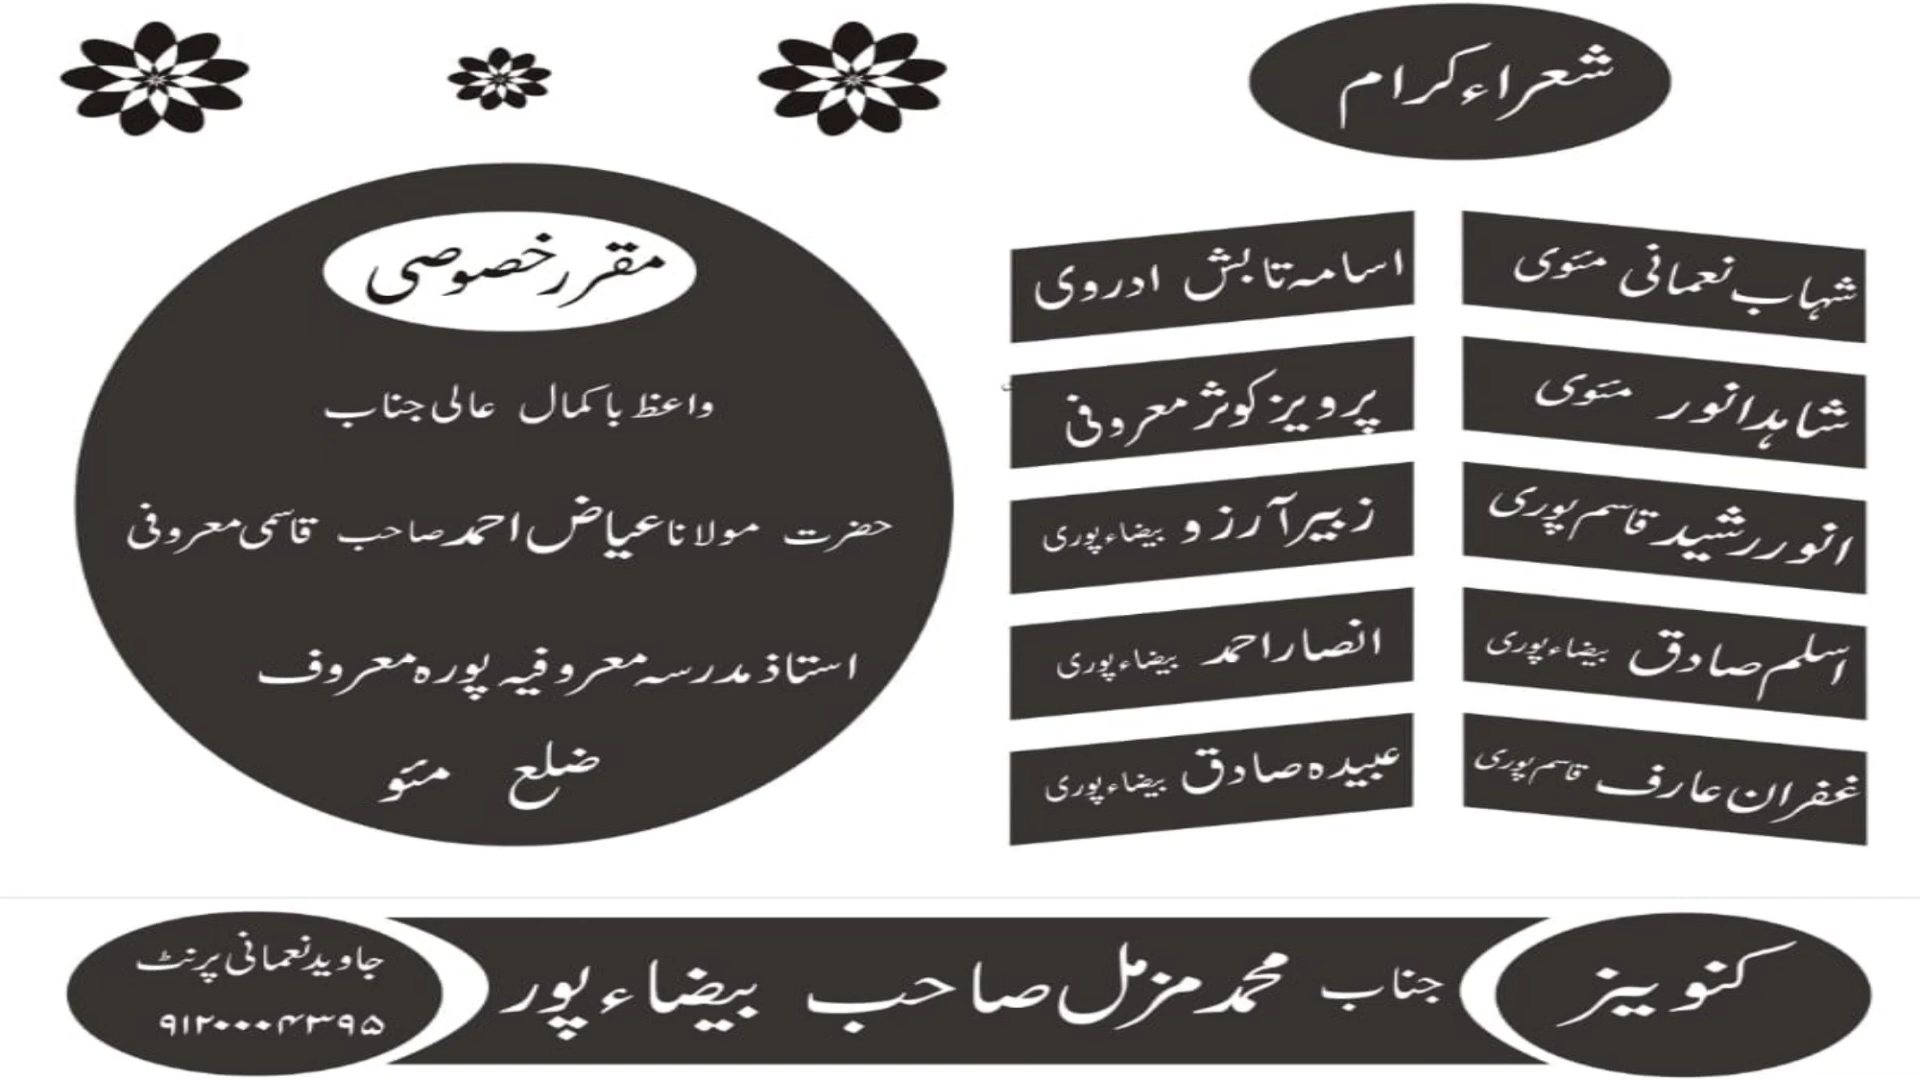 شعراء کرام
شہاب نعمانی مئوی
اسامہ تابش ادروی
شاہد انور مئوی
پرویز کوثر معروفی
انور رشید قاسم پوری
زبیر آرزو بیضاء پوری
اسلم صادق بیضاء پوری
انصار احمد بیضاء پوری
غفران عارف قاسم پوری
عبیدہ صادق بیضاء پوری
مقرر خصوصی
واعظ باکمال عالی جناب
حضرت مولانا عیاض احمد صاحب قاسمی معروفی
استاذ مدرسہ معروفیہ پورہ معروف
ضلع مئو
کنوینر
جناب محمد مزمل صاحب بیضاء پور
جاوید نعمانی پرنٹ
۹۱۲۰۰۰۴۳۹۵